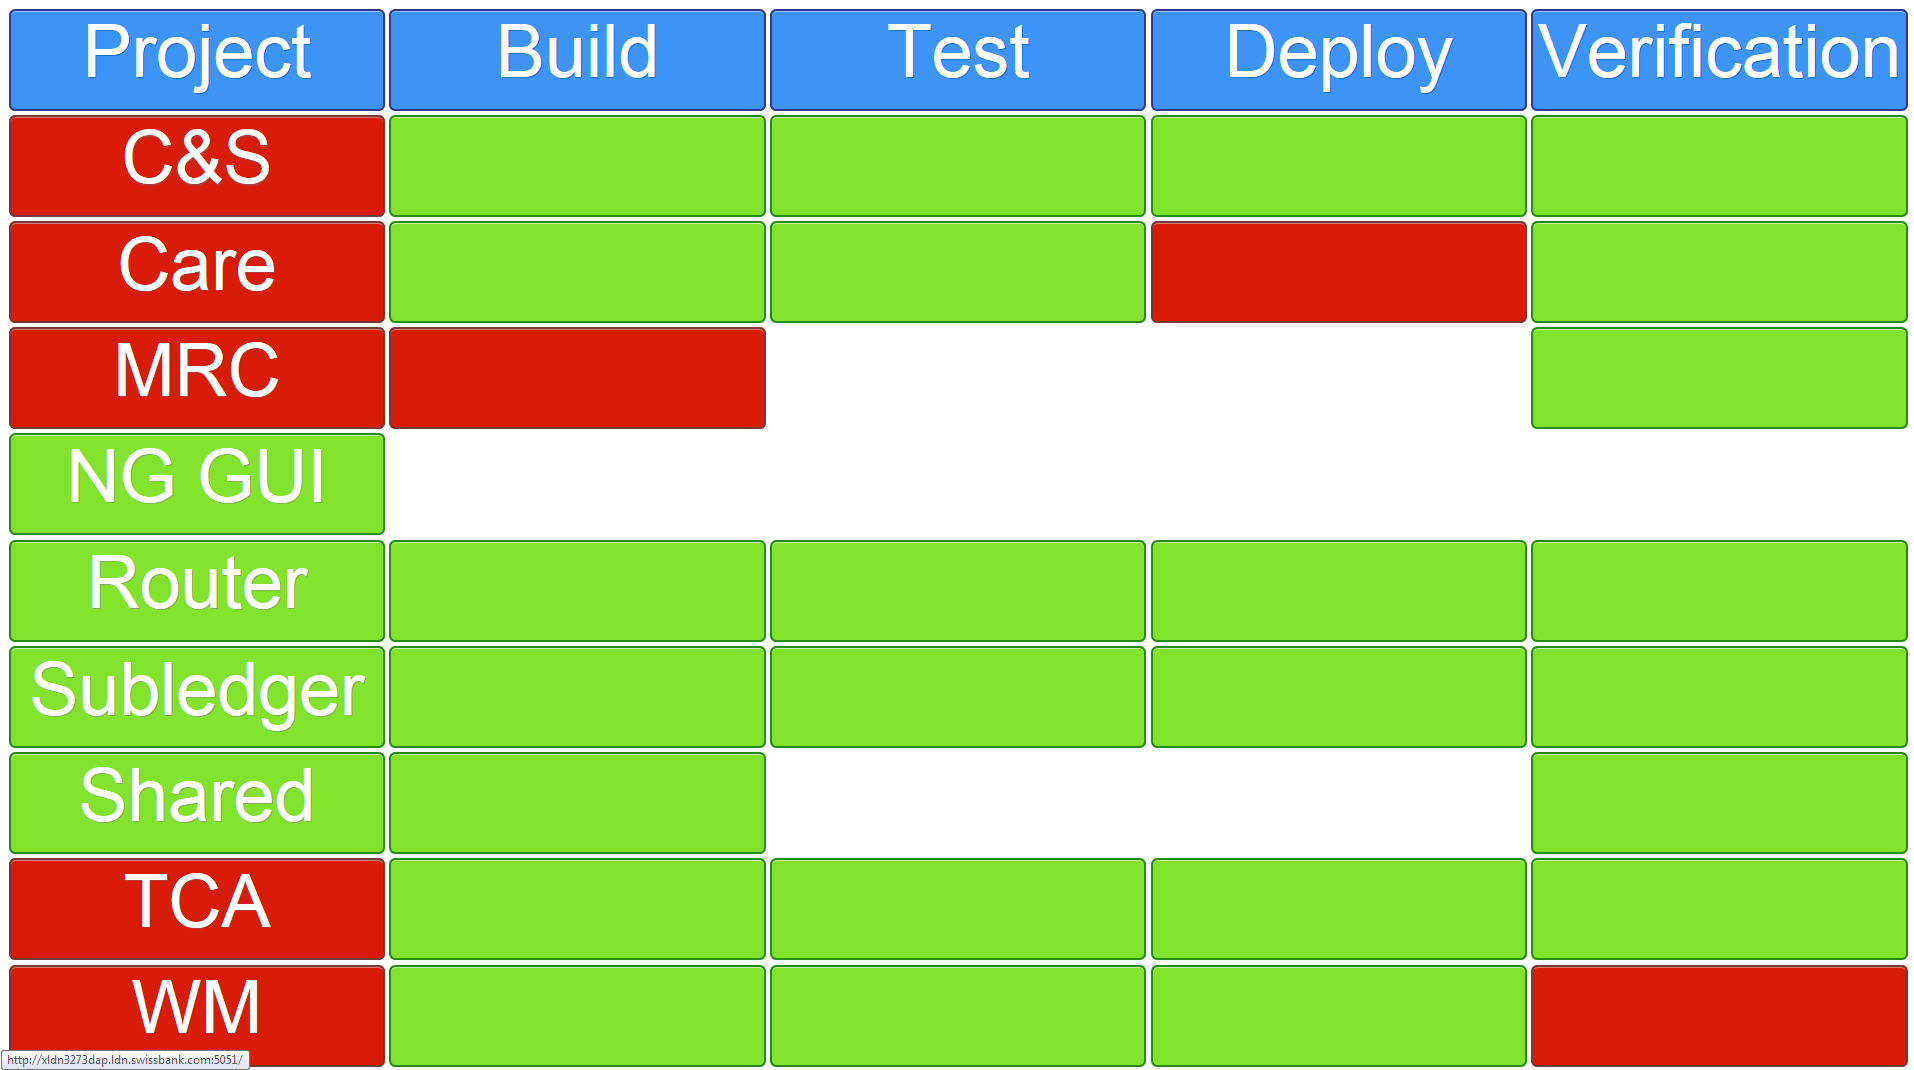 Project Build Test Deploy Verification
C&S
Care
MRC
NG GUI
Router
Subledger
Shared
TCA
WM
http://xldn3273dap.ldn.swissbank.com:5051/